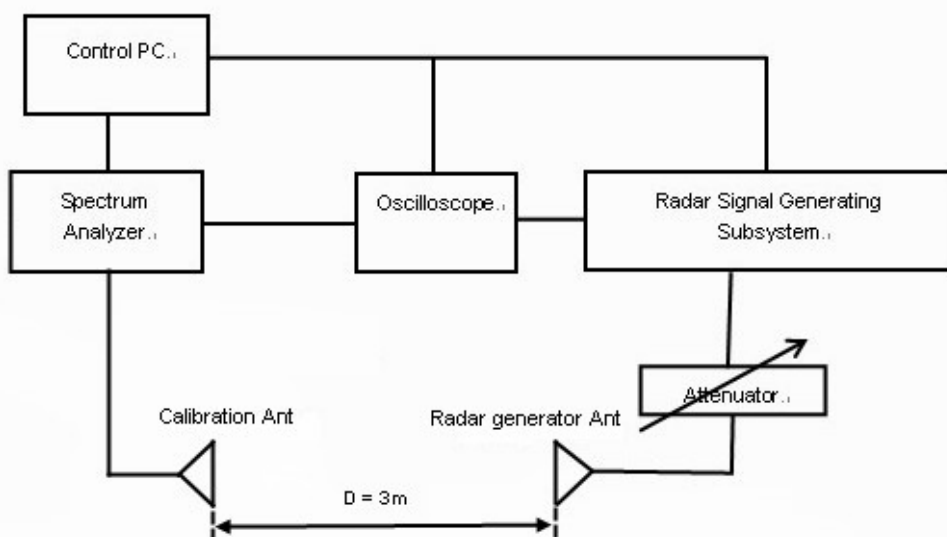 Control PC.
Spectrum
Analyzer.
Oscilloscope.
Radar Signal Generating
Subsystem.
Attenuator.
Calibration Ant
Radar generator Ant
D = 3m